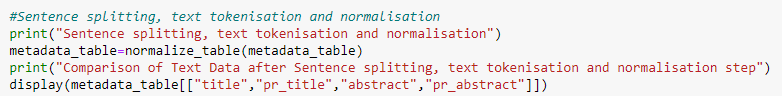 #Sentence splitting, text tokenisation and normalisation
print("Sentence splitting, text tokenisation and normalisation")
metadata_table=normalize_table(metadata_table)
print("Comparison of Text Data after Sentence splitting, text tokenisation and normalisation step")
display(metadata_table[["title","pr_title","abstract","pr_abstract"]])